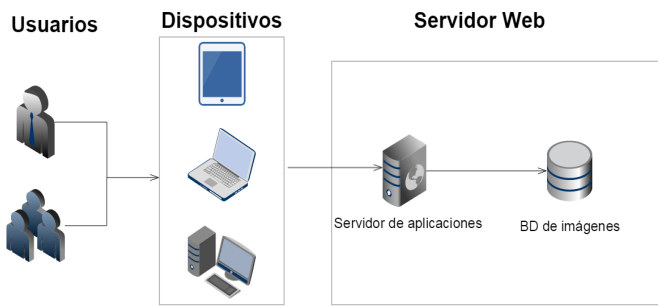 Usuarios
Dispositivos
Servidor Web
Servidor de aplicaciones
BD de imágenes